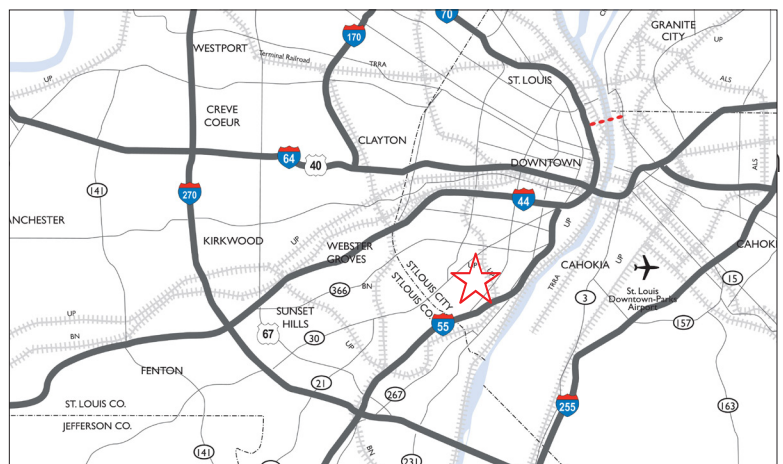 70
GRANITE
CITY
170
WESTPORT
Terminal Railroad
TRRA
UP
ST. LOUIS
ALS
CREVE
COEUR
CLAYTON
64
40
DOWNTOWN
ALS
141
270
44
ANCHESTER
UP
KIRKWOOD
UP
WEBSTER
GROVES
CAHOK
UP
CAHOKIA
UP
ST.LOUIS CITY
ST.LOUIS CO.
TRRA
15
366
BN
St. Louis
Downtown-Parks
Airport
3
UP
SUNSET
HILLS
55
157
BN
67
30
UP
FENTON
21
267
ST. LOUIS CO.
255
163
JEFFERSON CO.
141
BN
231